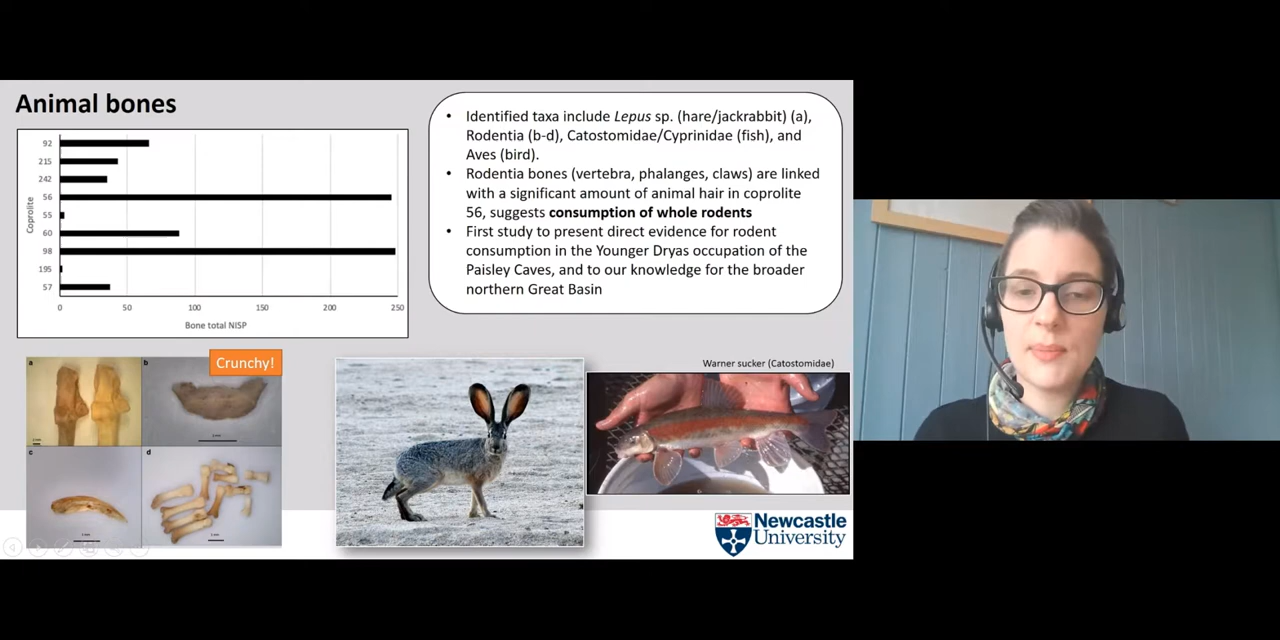 Animal bones
92
215
242
56
55
60
98
195
57
Coprolite
0 50 100 150 200 250
Bone total NISP
• Identified taxa include Lepus sp. (hare/jackrabbit) (a),
Rodentia (b-d), Catostomidae/Cyprinidae (fish), and
Aves (bird).
• Rodentia bones (vertebra, phalanges, claws) are linked
with a significant amount of animal hair in coprolite
56, suggests consumption of whole rodents
• First study to present direct evidence for rodent
consumption in the Younger Dryas occupation of the
Paisley Caves, and to our knowledge for the broader
northern Great Basin
Crunchy!
a
b
c
d
Warner sucker (Catostomidae)
Newcastle
University